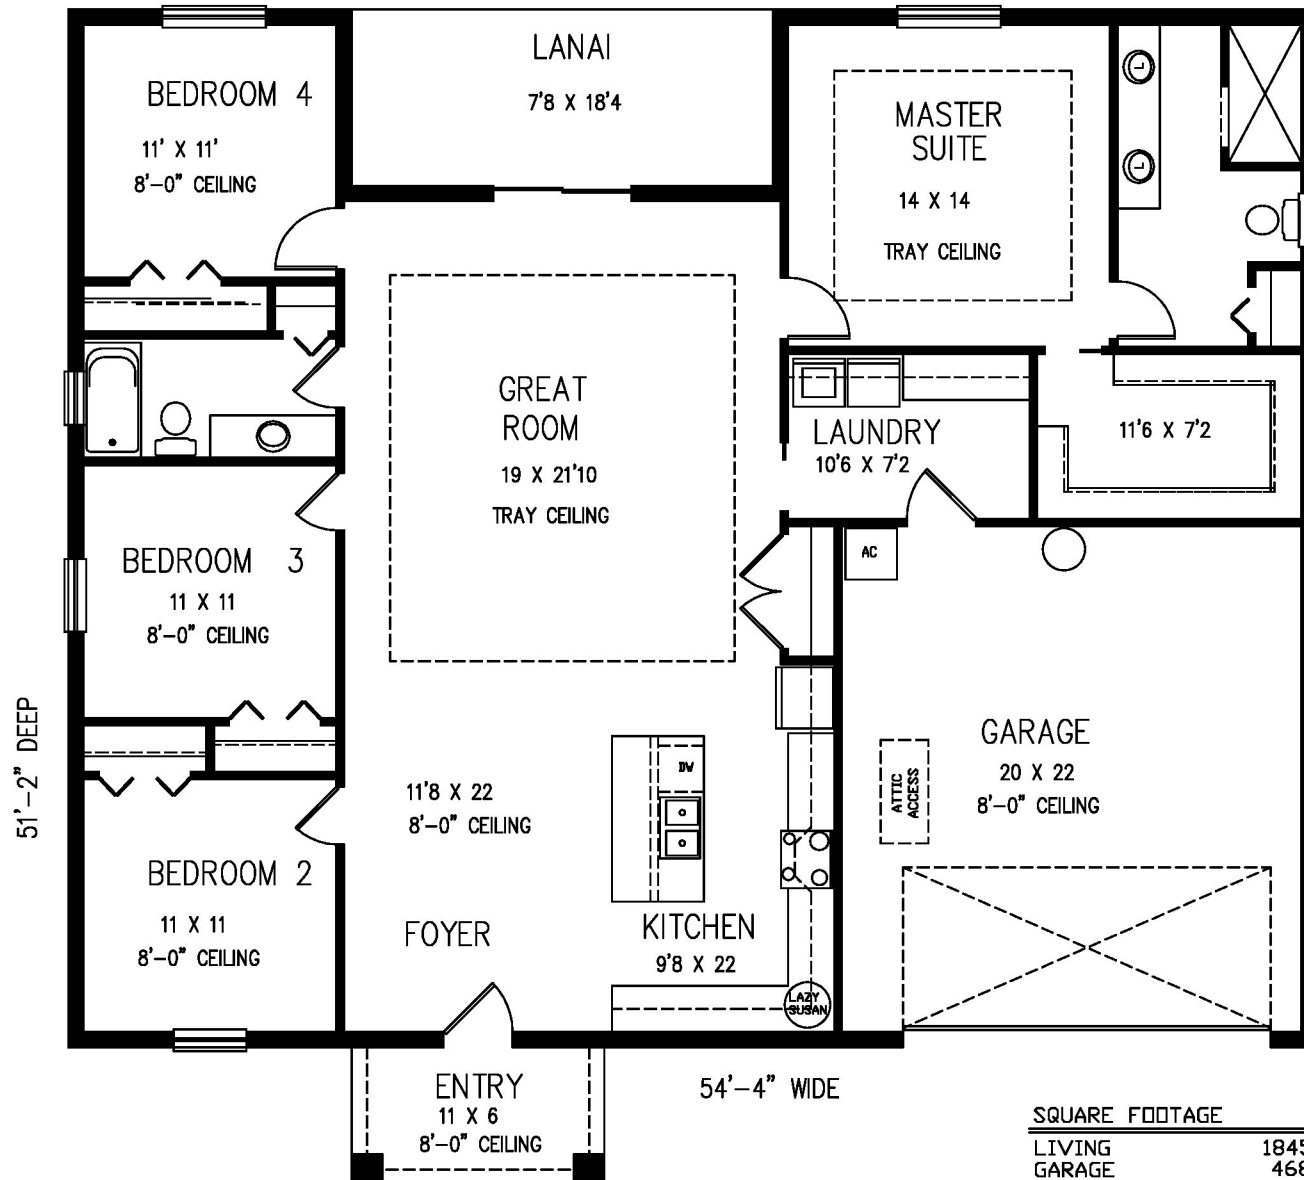 LANAI
7'8 X 18'4
BEDROOM 4
11' X 11'
8'-0" CEILING
MASTER
SUITE
14 X 14
TRAY CEILING
GREAT
ROOM
19 X 21'10
TRAY CEILING
LAUNDRY
10'6 X 7'2
11'6 X 7'2
BEDROOM 3
11 X 11
8'-0" CEILING
AC
51'-2" DEEP
GARAGE
20 X 22
8'-0" CEILING
ATTIC
ACCESS
DW
11'8 X 22
8'-0" CEILING
BEDROOM 2
11 X 11
8'-0" CEILING
FOYER
KITCHEN
9'8 X 22
LAZY
SUSAN
ENTRY
11 X 6
8'-0" CEILING
54'-4" WIDE
SQUARE FOOTAGE
LIVING 1845
GARAGE 468